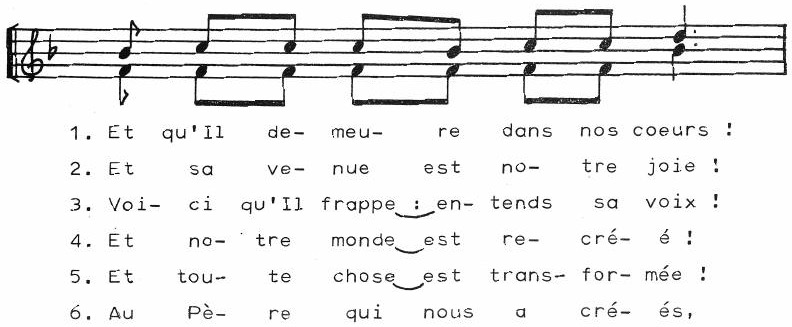 1. Et qu'Il de- meu- re dans nos coeurs !
2. Et sa ve- nue est no- tre joie !
3. Voi- ci qu'Il frappe : en- tends sa voix !
4. Et no- tre monde est re- cré- é !
5. Et tou- te chose est trans- for- mée !
6. Au Pè- re qui nous a cré- és,